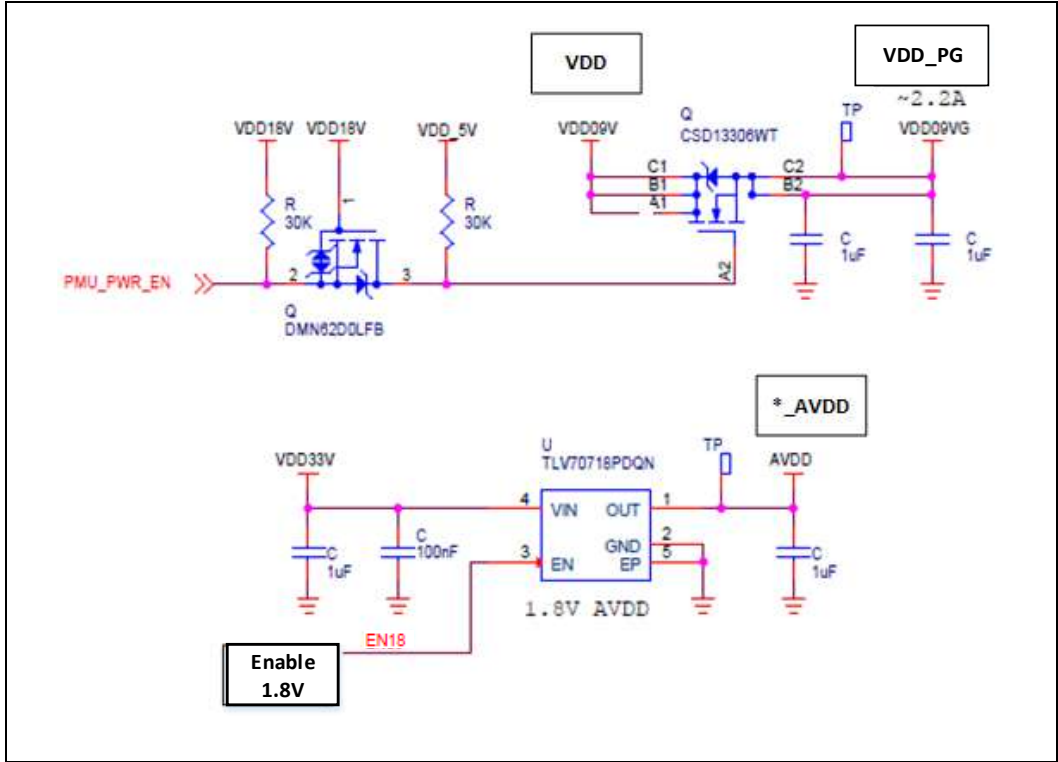 VDD
VDD_PG
~2.2A
VDD18V VDD18V VDD_5V VDD09V Q TP VDD09VG
CSD13306WT
C1 C2
B1 B2
A1
R
30K
1
R
30K
C
1uF
C
1uF
A2
PMU_PWR_EN 2 3
Q
DMN62D0LFB
*_AVDD
VDD33V U TP AVDD
TLV70718PDQN
4 VIN OUT 1
C
1uF
C
100nF
GND 2
3 EN EP 5
C
1uF
1.8V AVDD
EN18
Enable
1.8V